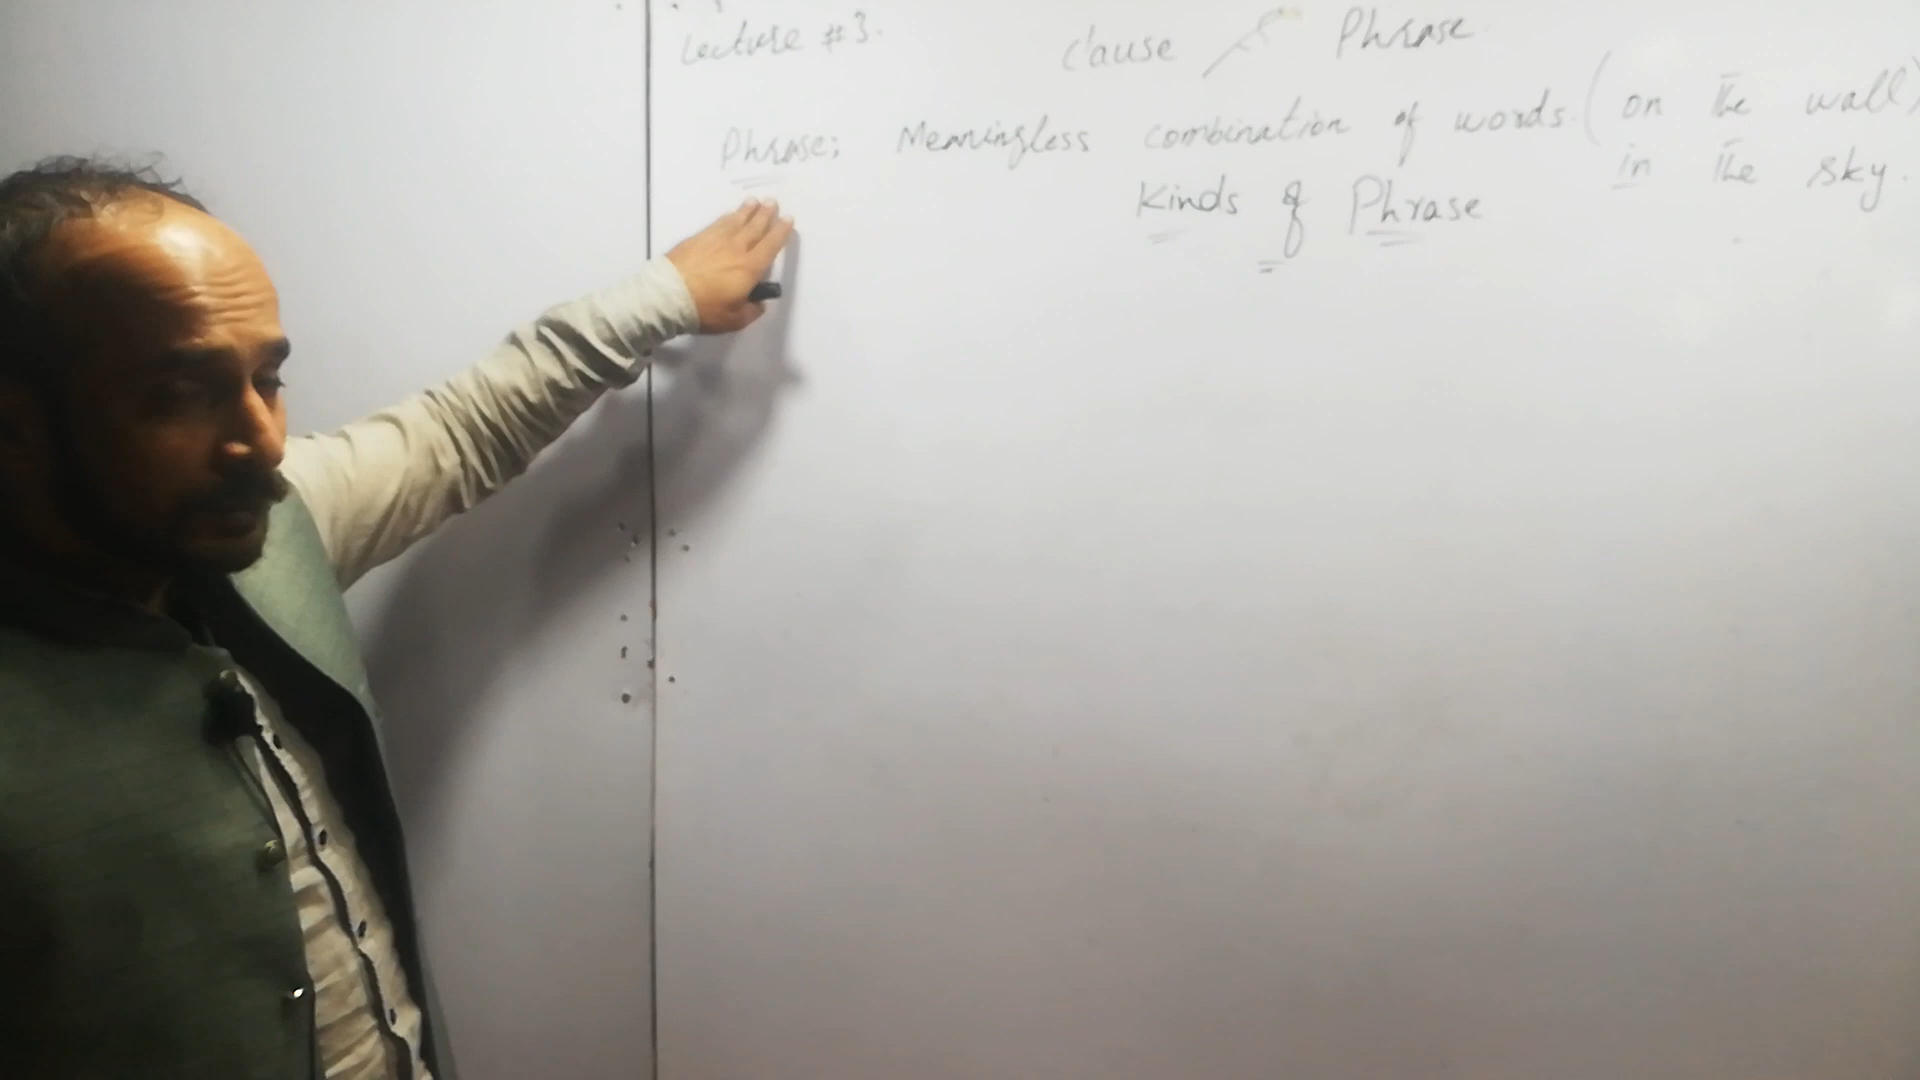 Lecture #3.
Clause & Phrase
Phrase: Meaningless combination of words. (on the wall)
in the sky.
Kinds of Phrase